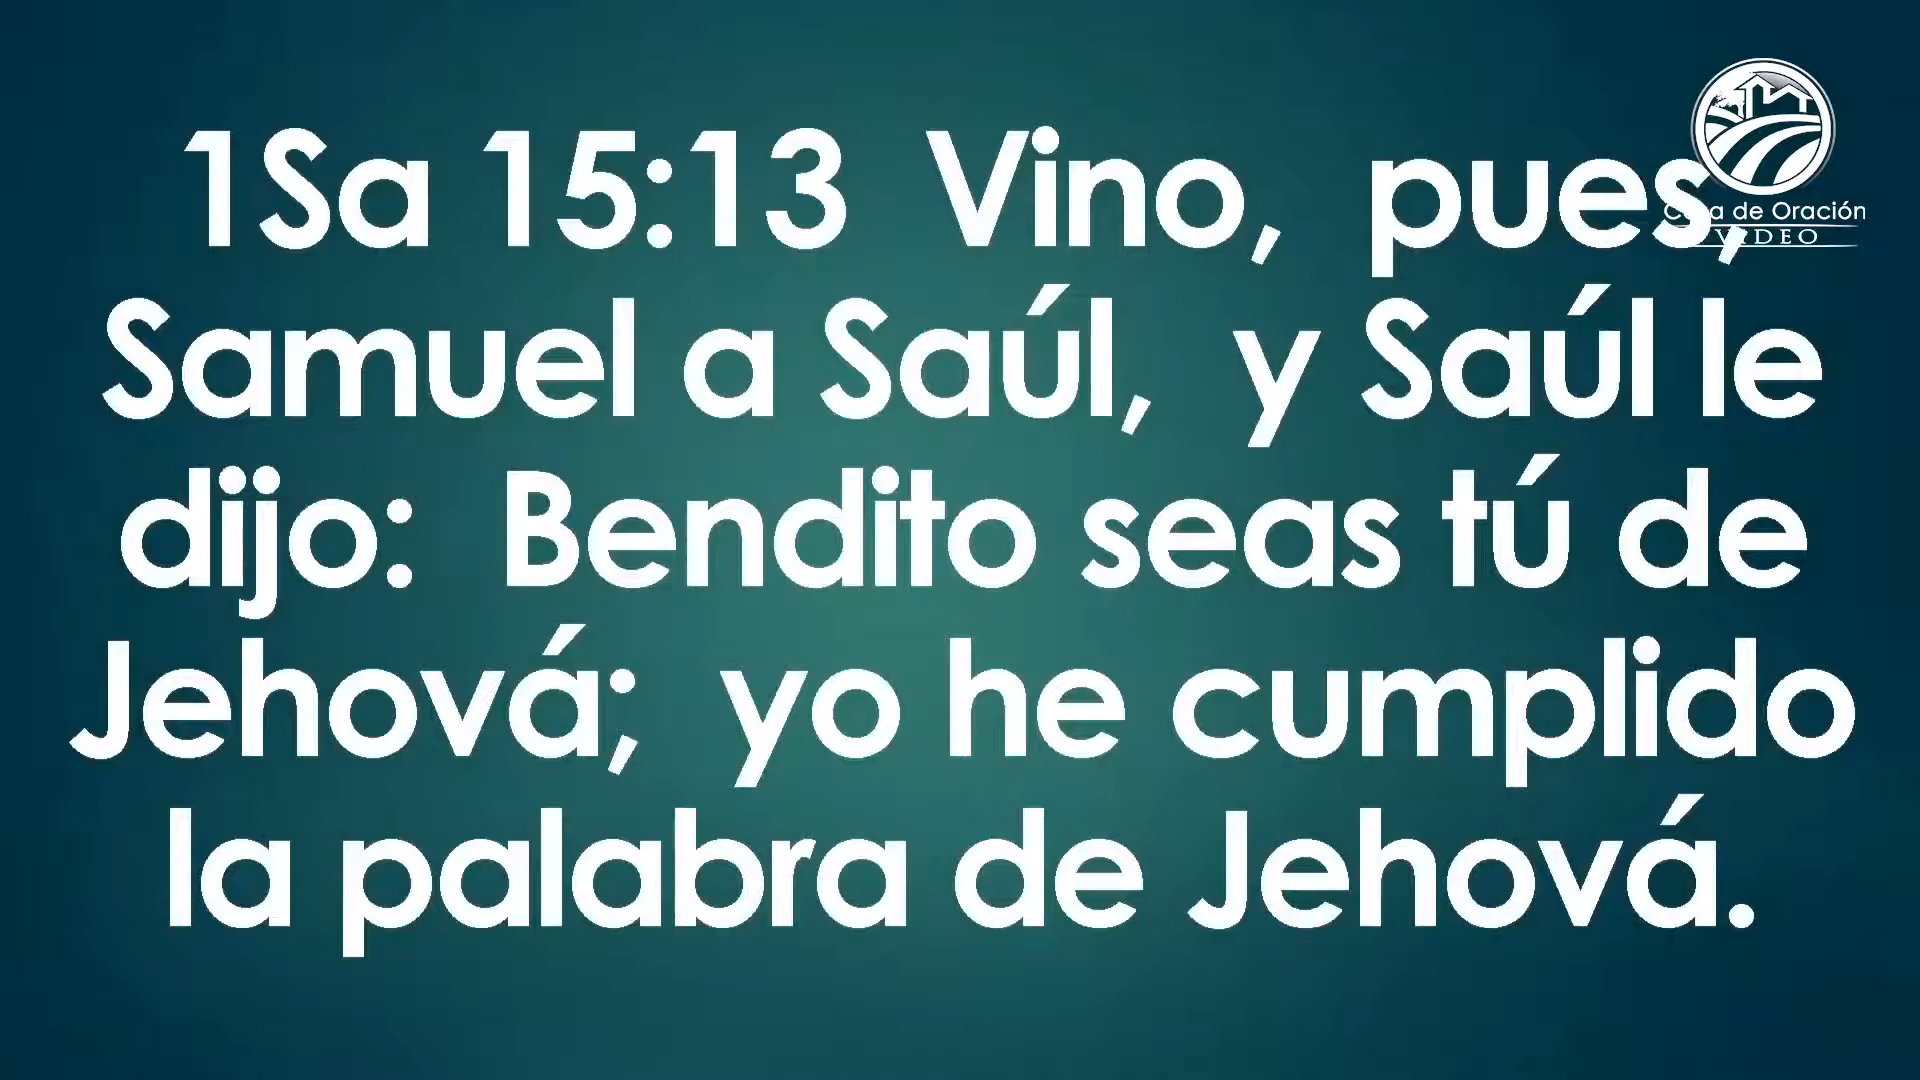 1Sa 15:13 Vino, pues,
Samuel a Saúl, y Saúl le
dijo: Bendito seas tú de
Jehová; yo he cumplido
la palabra de Jehová.
Casa de Oración
VIDEO